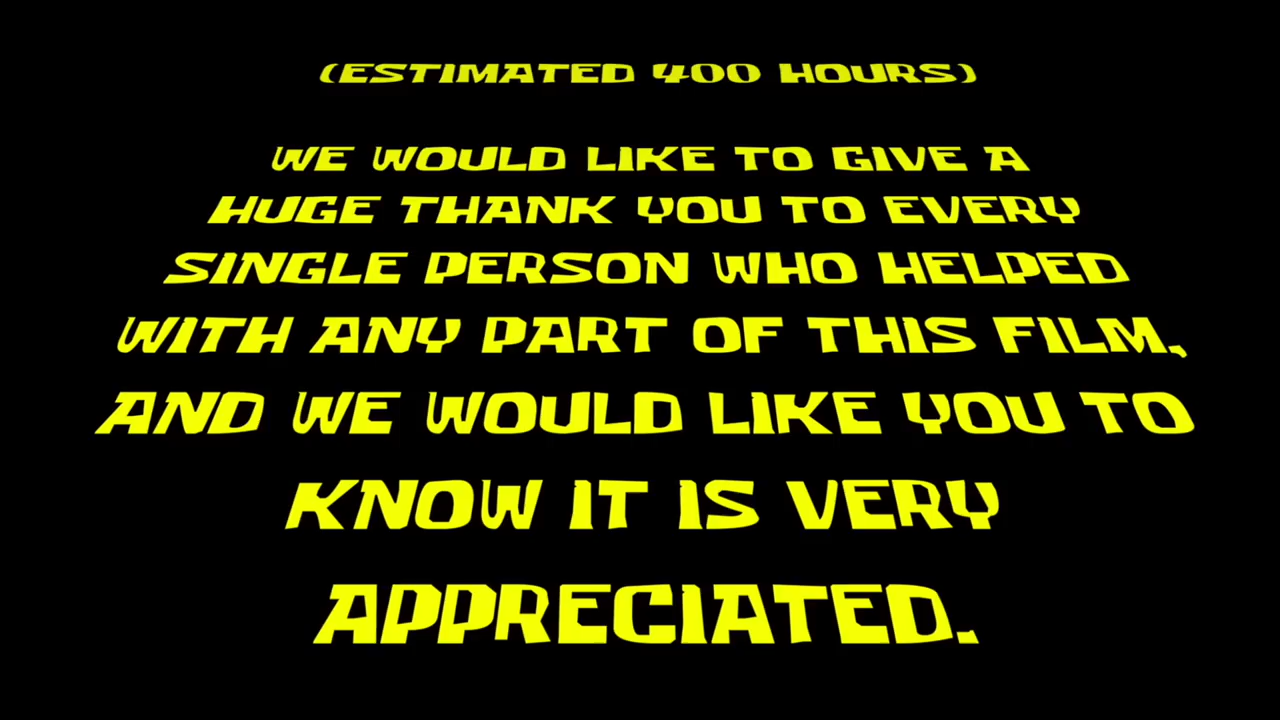 (ESTIMATED 400 HOURS)
WE WOULD LIKE TO GIVE A
HUGE THANK YOU TO EVERY
SINGLE PERSON WHO HELPED
WITH ANY PART OF THIS FILM,
AND WE WOULD LIKE YOU TO
KNOW IT IS VERY
APPRECIATED.